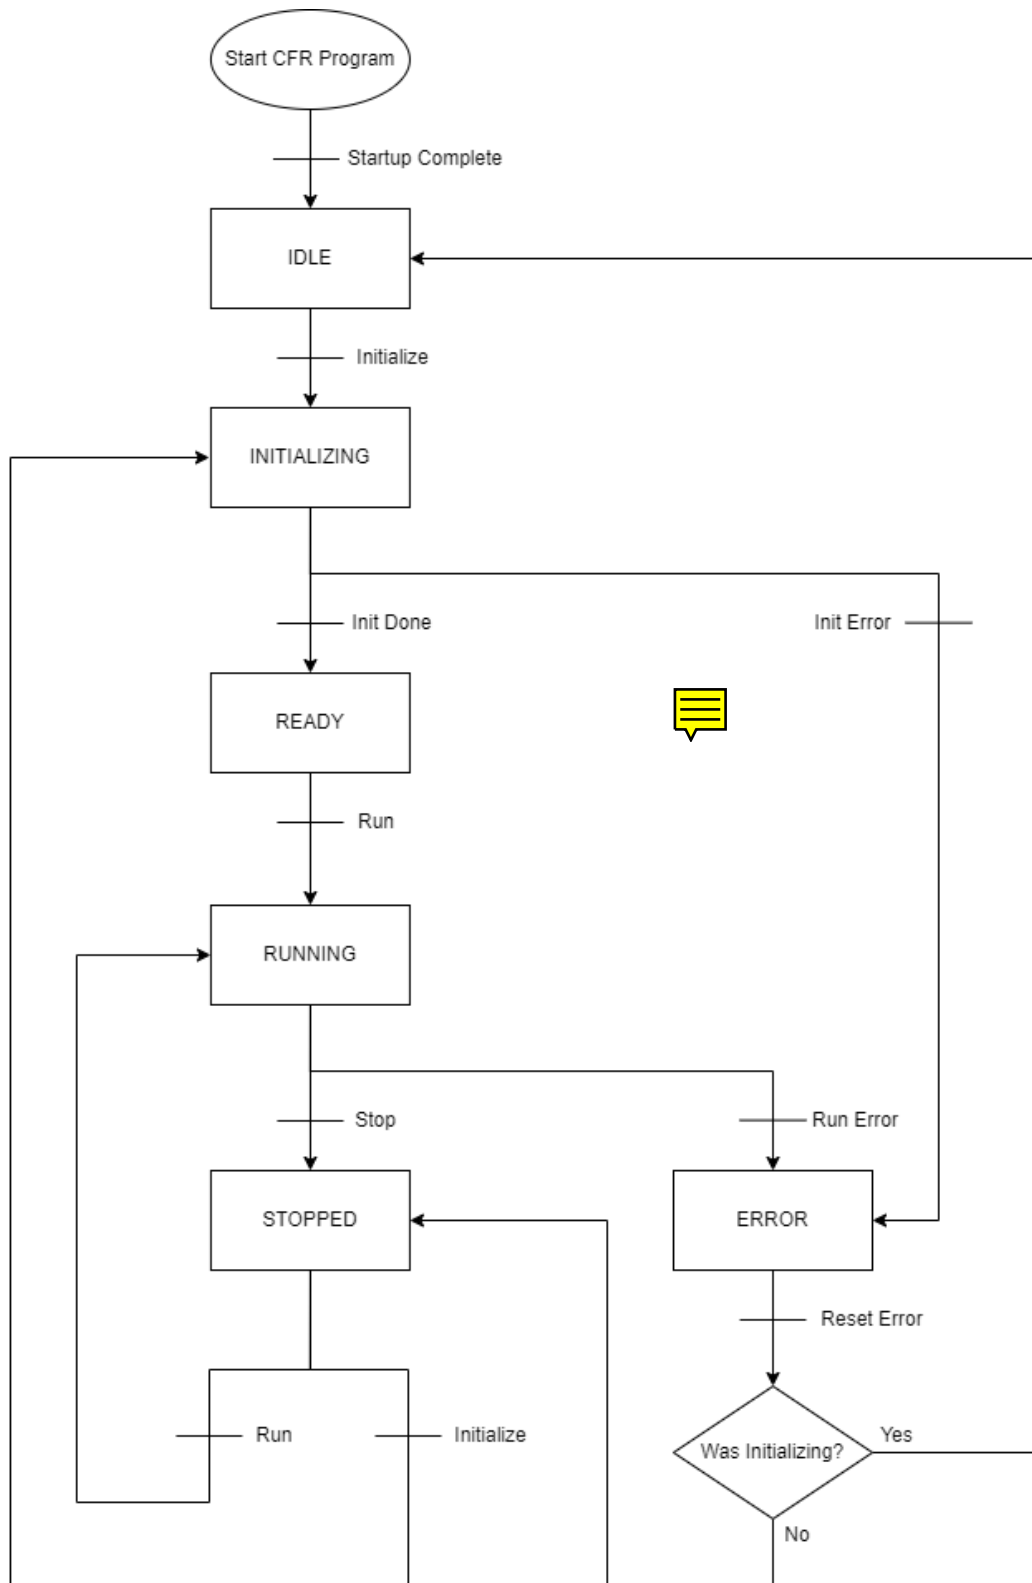 Start CFR Program
Startup Complete
IDLE
Initialize
INITIALIZING
Init Done
Init Error
READY
Run
RUNNING
Stop
Run Error
STOPPED
ERROR
Reset Error
Run
Initialize
Was Initializing?
Yes
No